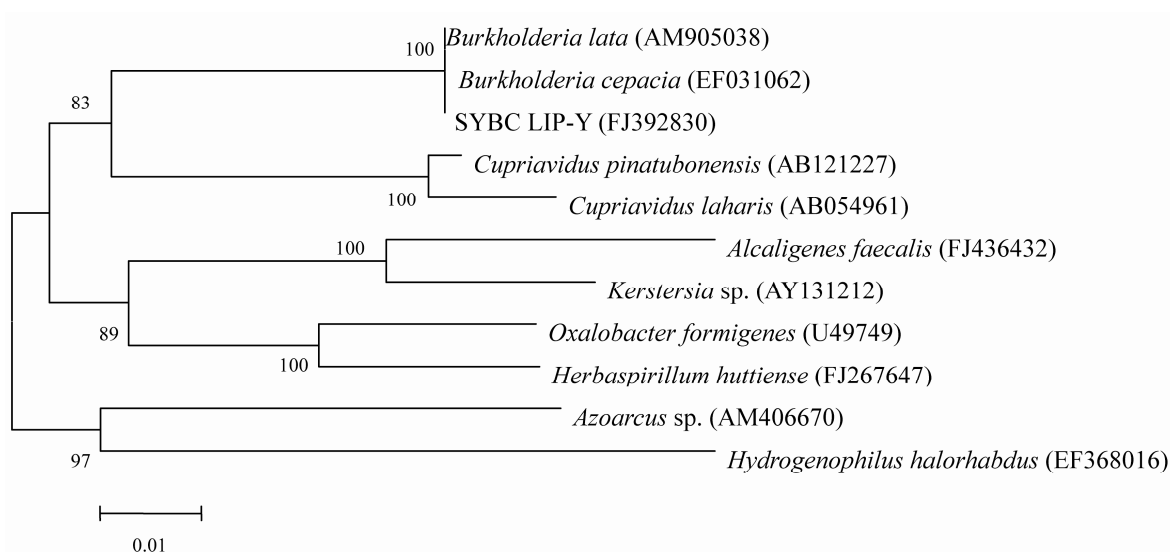 Burkholderia lata (AM905038)
100
Burkholderia cepacia (EF031062)
83
SYBC LIP-Y (FJ392830)
Cupriavidus pinatubonensis (AB121227)
100
Cupriavidus laharis (AB054961)
100
Alcaligenes faecalis (FJ436432)
Kerstersia sp. (AY131212)
89
Oxalobacter formigenes (U49749)
100
Herbaspirillum huttiense (FJ267647)
Azoarcus sp. (AM406670)
97
Hydrogenophilus halorhabdus (EF368016)
0.01